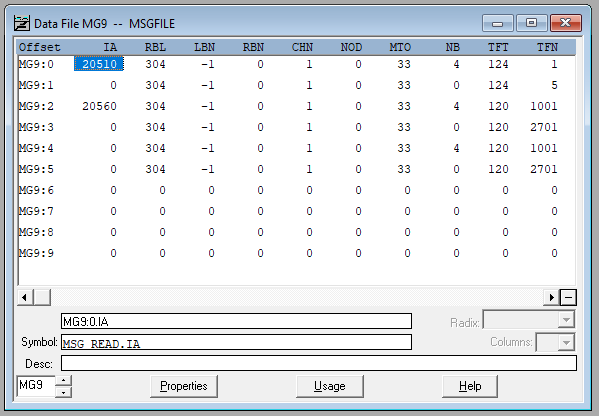 Data File MG9 -- MSGFILE
Offset IA RBL LBN RBN CHN NOD MTO NB TFT TFN
MG9:0 20510 304 -1 0 1 0 33 4 124 1
MG9:1 0 304 -1 0 1 0 33 0 124 5
MG9:2 20560 304 -1 0 1 0 33 4 120 1001
MG9:3 0 304 -1 0 1 0 33 0 120 2701
MG9:4 0 304 -1 0 1 0 33 4 120 1001
MG9:5 0 304 -1 0 1 0 33 0 120 2701
MG9:6 0 0 0 0 0 0 0 0 0 0
MG9:7 0 0 0 0 0 0 0 0 0 0
MG9:8 0 0 0 0 0 0 0 0 0 0
MG9:9 0 0 0 0 0 0 0 0 0 0
MG9:0.IA Radix:
Symbol: MSG_READ.IA Columns:
Desc:
MG9 Properties Usage Help